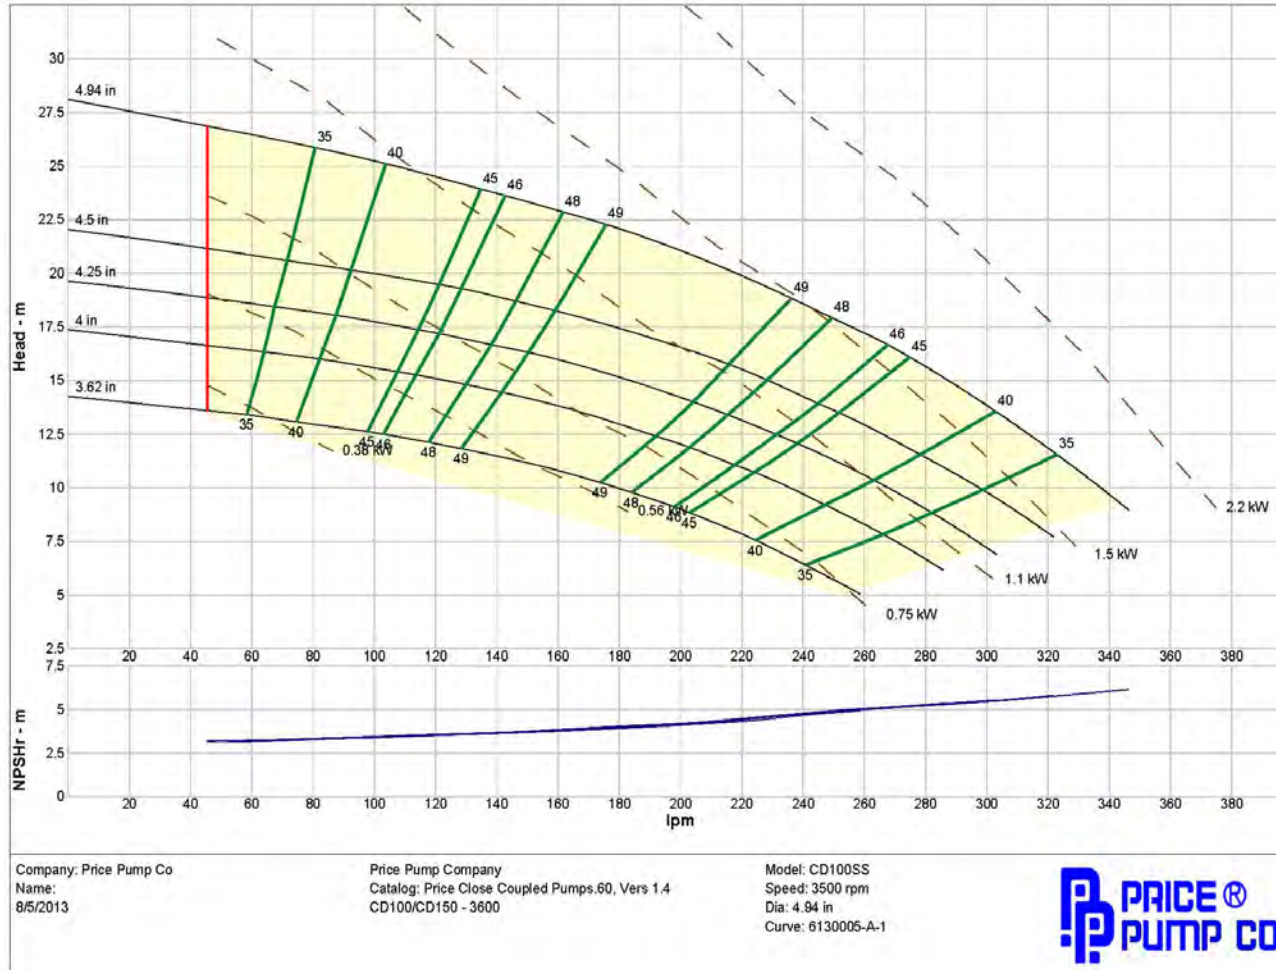 30
4.94 in
27.5
35
40
25
45
46
48
49
22.5
4.5 in
20
4.25 in
49
48
17.5
4 in
46
45
15
3.62 in
40
12.5
35
40
45
46
48
49
0.38 kW
35
10
49
48
0.56 kW
46
45
2.2 kW
7.5
40
1.5 kW
35
1.1 kW
5
0.75 kW
2.5
Head - m
20 40 60 80 100 120 140 160 180 200 220 240 260 280 300 320 340 360 380
7.5
5
2.5
0
NPSHr - m
20 40 60 80 100 120 140 160 180 200 220 240 260 280 300 320 340 360 380
lpm
Company: Price Pump Co
Name:
8/5/2013
Price Pump Company
Catalog: Price Close Coupled Pumps.60, Vers 1.4
CD100/CD150 - 3600
Model: CD100SS
Speed: 3500 rpm
Dia: 4.94 in
Curve: 6130005-A-1
PRICE ®
PUMP CO